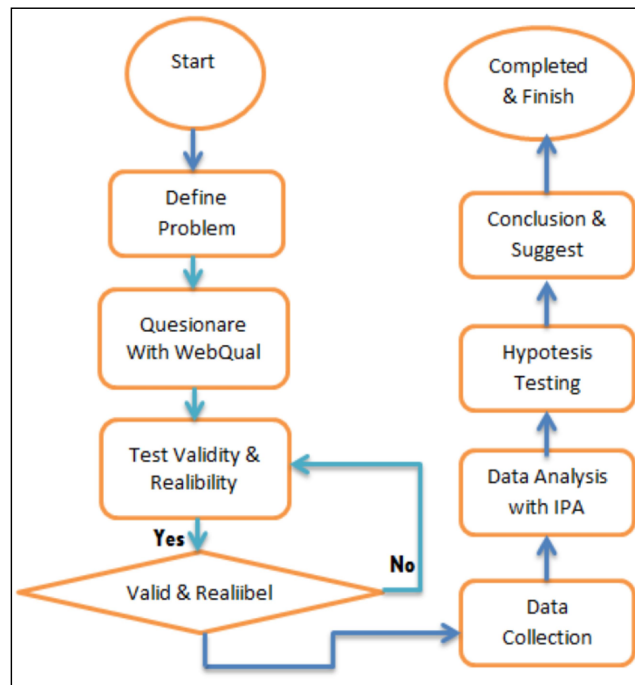 Start
Define
Problem
Quesionare
With WebQual
Test Validity &
Realibility
Yes
No
Valid & Realiibel
Data
Collection
Data Analysis
with IPA
Hypotesis
Testing
Conclusion &
Suggest
Completed
& Finish